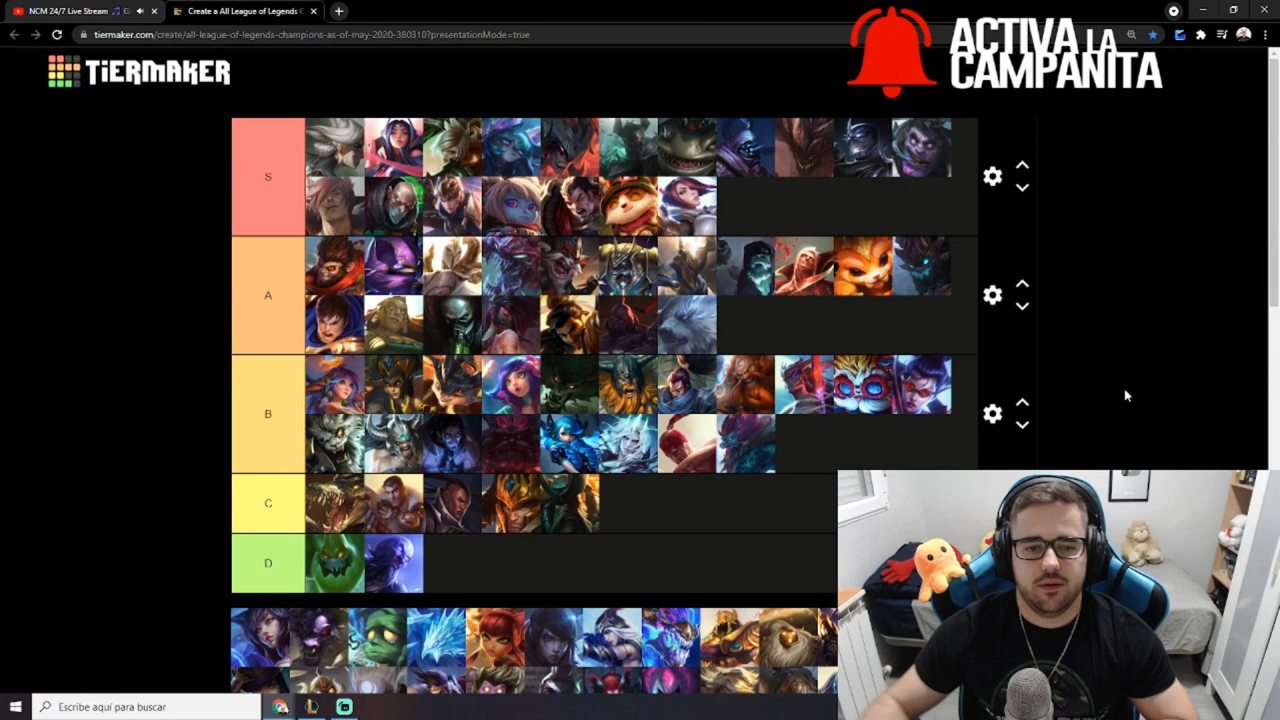 NCM 24/7 Live Stream
Create a All League of Legends C
tiermaker.com/create/all-league-of-legends-champions-as-of-may-2020-380310?presentationMode=true
TiERMAKER
ACTIVA LA
CAMPANITA
S
A
B
C
D
Escribe aquí para buscar